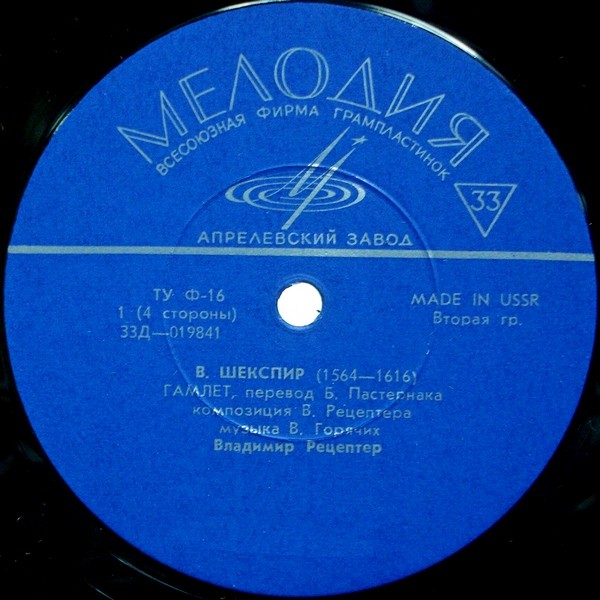 МЕЛОДИЯ
ВСЕСОЮЗНАЯ ФИРМА ГРАМПЛАСТИНОК
33
АПРЕЛЕВСКИЙ ЗАВОД
ТУ Ф-16
1 (4 стороны)
33Д—019841
MADE IN USSR
Вторая гр.
В. ШЕКСПИР (1564—1616)
ГАМЛЕТ, перевод Б. Пастернака
композиция В. Рецептера
музыка В. Горячих
Владимир Рецептер